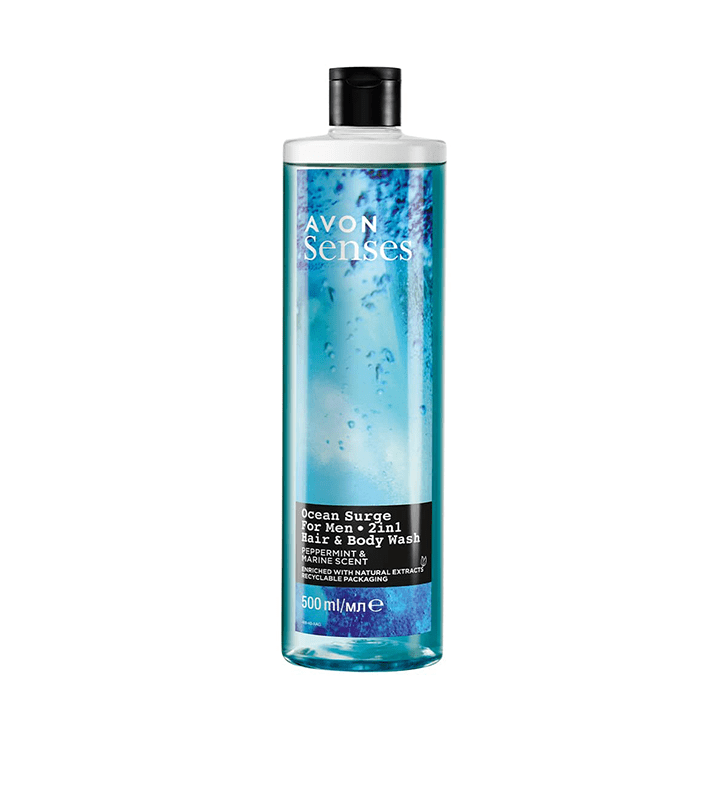 AVON
Senses
Ocean Surge
For Men • 2in1
Hair & Body Wash
PEPPERMINT &
MARINE SCENT
ENRICHED WITH NATURAL EXTRACTS
RECYCLABLE PACKAGING
500 ml/мл e